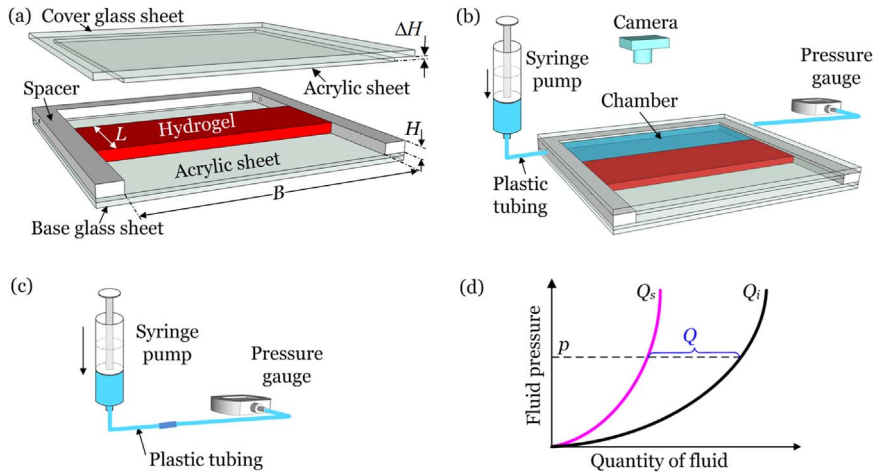 (a)
Cover glass sheet
ΔH
Acrylic sheet
Spacer
L
Hydrogel
H
Acrylic sheet
B
Base glass sheet
(b)
Camera
Syringe
pump
Pressure
gauge
Chamber
Plastic
tubing
(c)
Syringe
pump
Pressure
gauge
Plastic tubing
(d)
Qₛ
Qᵢ
Q
p
Fluid pressure
Quantity of fluid